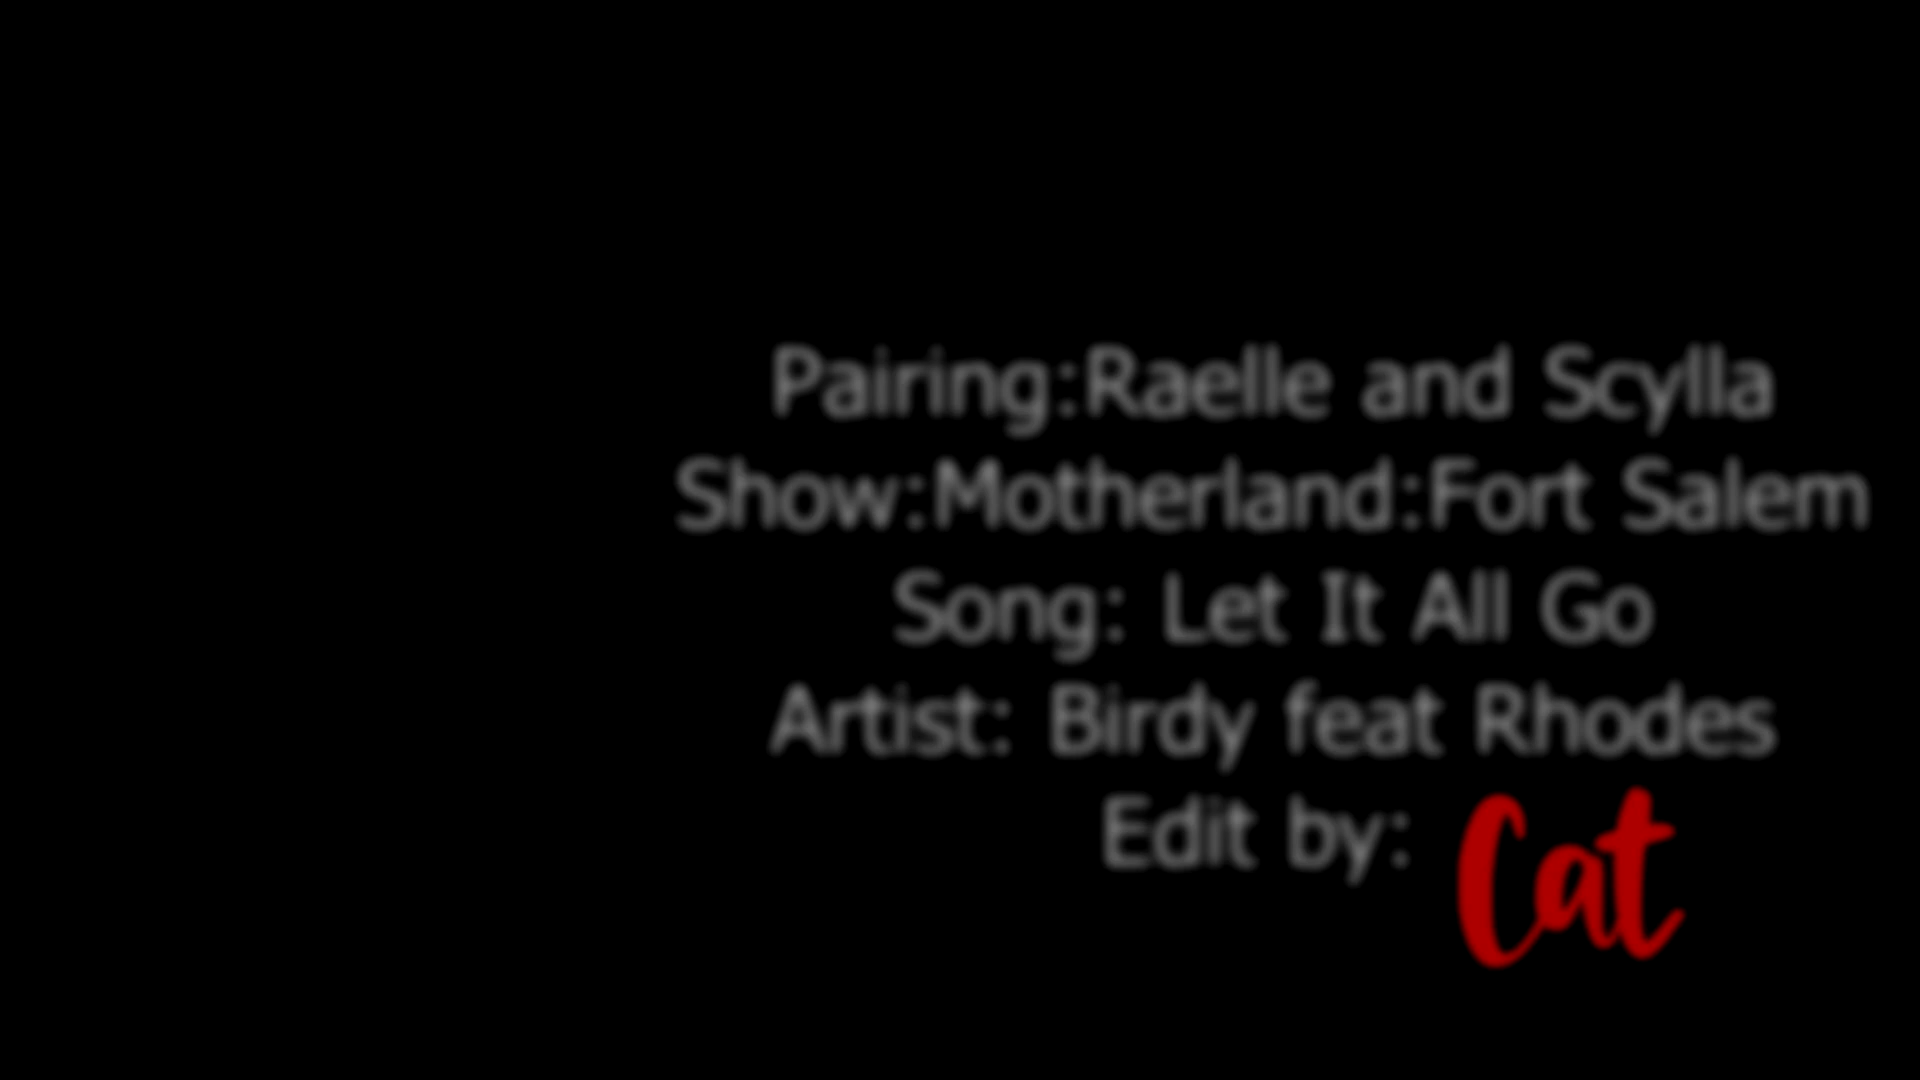 Pairing:Raelle and Scylla
Show:Motherland:Fort Salem
Song: Let It All Go
Artist: Birdy feat Rhodes
Edit by: Cat